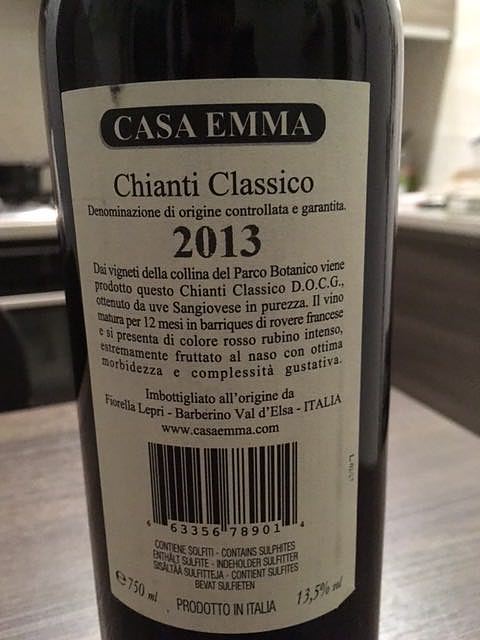 CASA EMMA
Chianti Classico
Denominazione di origine controllata e garantita.
2013
Dai vigneti della collina del Parco Botanico viene
prodotto questo Chianti Classico D.O.C.G.,
ottenuto da uve Sangiovese in purezza. Il vino
matura per 12 mesi in barriques di rovere francese
e si presenta di colore rosso rubino intenso,
estremamente fruttato al naso con ottima
morbidezza e complessità gustativa.
Imbottigliato all'origine da
Fiorella Lepri - Barberino Val d'Elsa - ITALIA
www.casaemma.com
6 63356 78901 4
CONTIENE SOLFITI - CONTAINS SULPHITES
ENTHÄLT SULFITE - INDEHOLDER SULFITTER
SISÄLTÄÄ SULFITTEJA - CONTIENT SULFITES
BEVAT SULFIETEN
℮ 750 ml
13,5% vol
PRODOTTO IN ITALIA